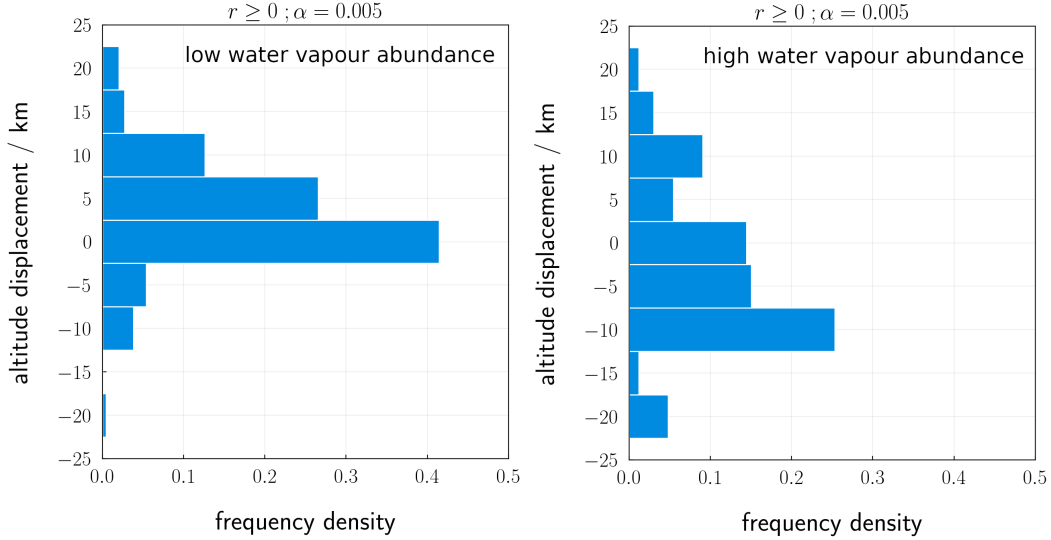 r ≥ 0 ; α = 0.005
low water vapour abundance
altitude displacement / km
25
20
15
10
5
0
−5
−10
−15
−20
−25
0.0 0.1 0.2 0.3 0.4 0.5
frequency density
r ≥ 0 ; α = 0.005
high water vapour abundance
altitude displacement / km
25
20
15
10
5
0
−5
−10
−15
−20
−25
0.0 0.1 0.2 0.3 0.4 0.5
frequency density